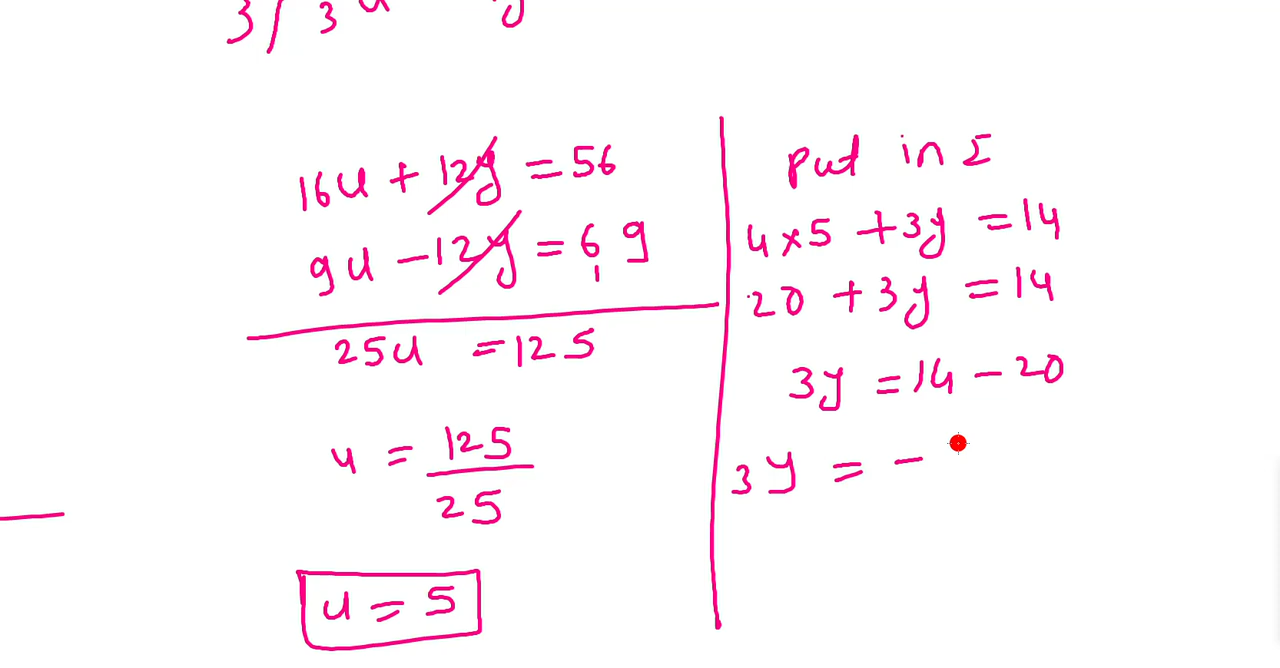 16u + 12y = 56
9u - 12y = 69
25u = 125
u = 125/25
u = 5
put in I
4 × 5 + 3y = 14
20 + 3y = 14
3y = 14 - 20
3y = -